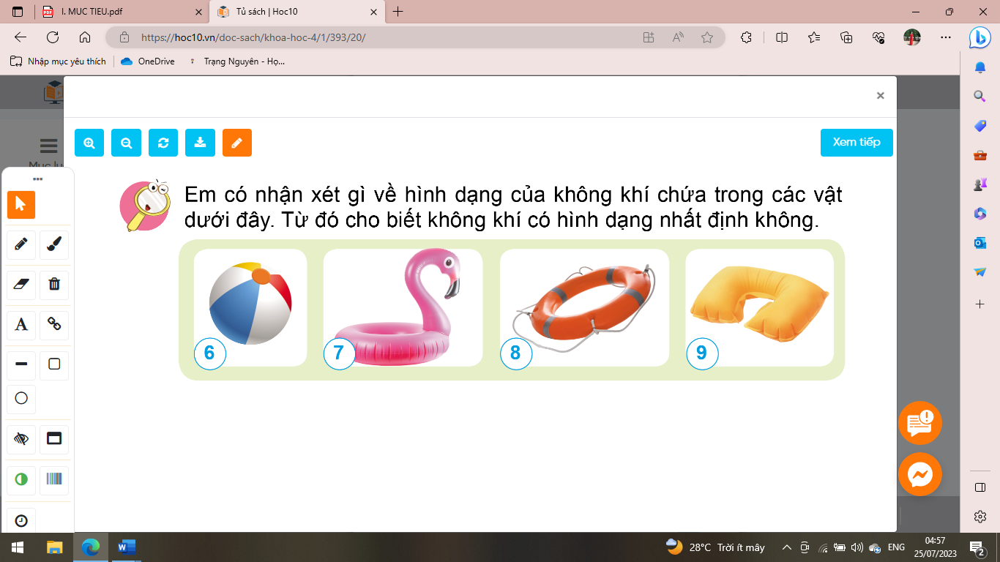 I. MUC TIEU.pdf
Tủ sách | Hoc10
https://hoc10.vn/doc-sach/khoa-hoc-4/1/393/20/
Nhập mục yêu thích
OneDrive
Trạng Nguyên - Họ...
Xem tiếp
Em có nhận xét gì về hình dạng của không khí chứa trong các vật
dưới đây. Từ đó cho biết không khí có hình dạng nhất định không.
6
7
8
9
28°C Trời ít mây
ENG
04:57
25/07/2023
2